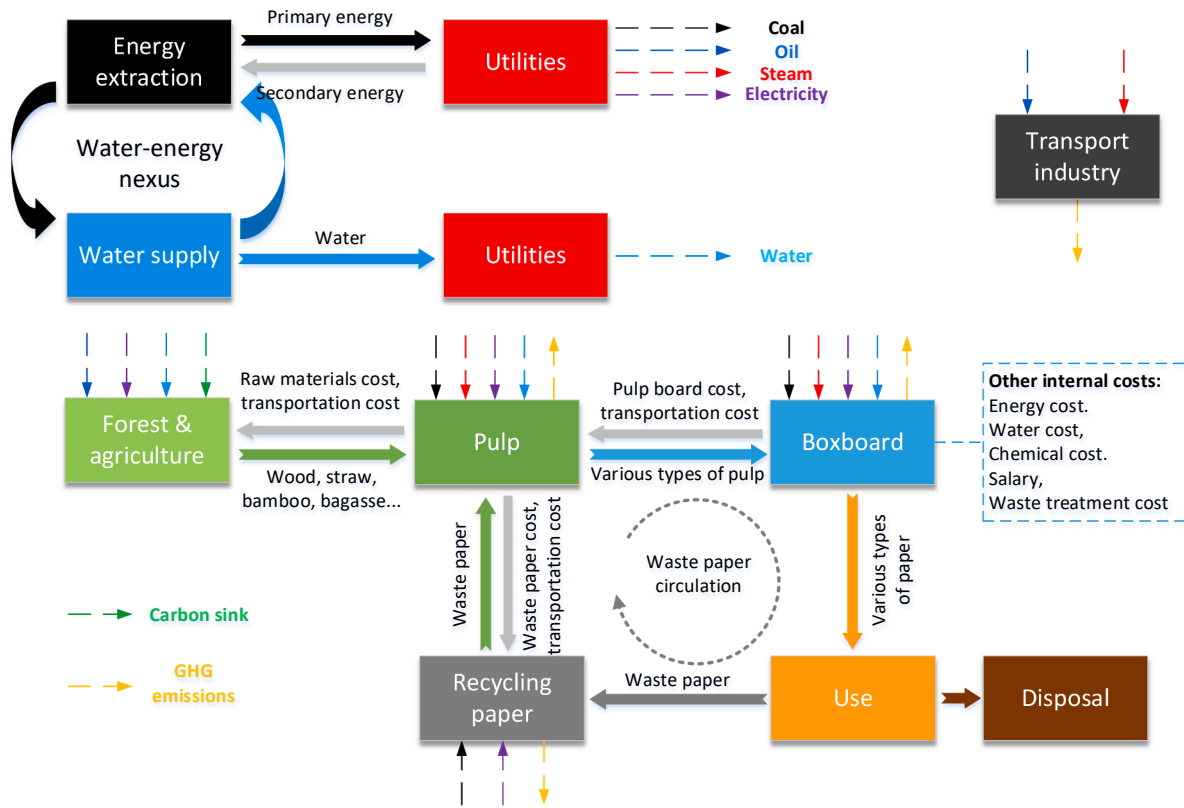 Primary energy
Energy
extraction
Utilities
Secondary energy
Coal
Oil
Steam
Electricity
Transport
industry
Water-energy
nexus
Water supply
Water
Utilities
Water
Raw materials cost,
transportation cost
Forest &
agriculture
Wood, straw,
bamboo, bagasse...
Pulp
Pulp board cost,
transportation cost
Various types of pulp
Boxboard
Other internal costs:
Energy cost.
Water cost,
Chemical cost.
Salary,
Waste treatment cost
Waste paper
Waste paper cost,
transportation cost
Waste paper
circulation
Various types
of paper
Carbon sink
GHG
emissions
Recycling
paper
Waste paper
Use
Disposal